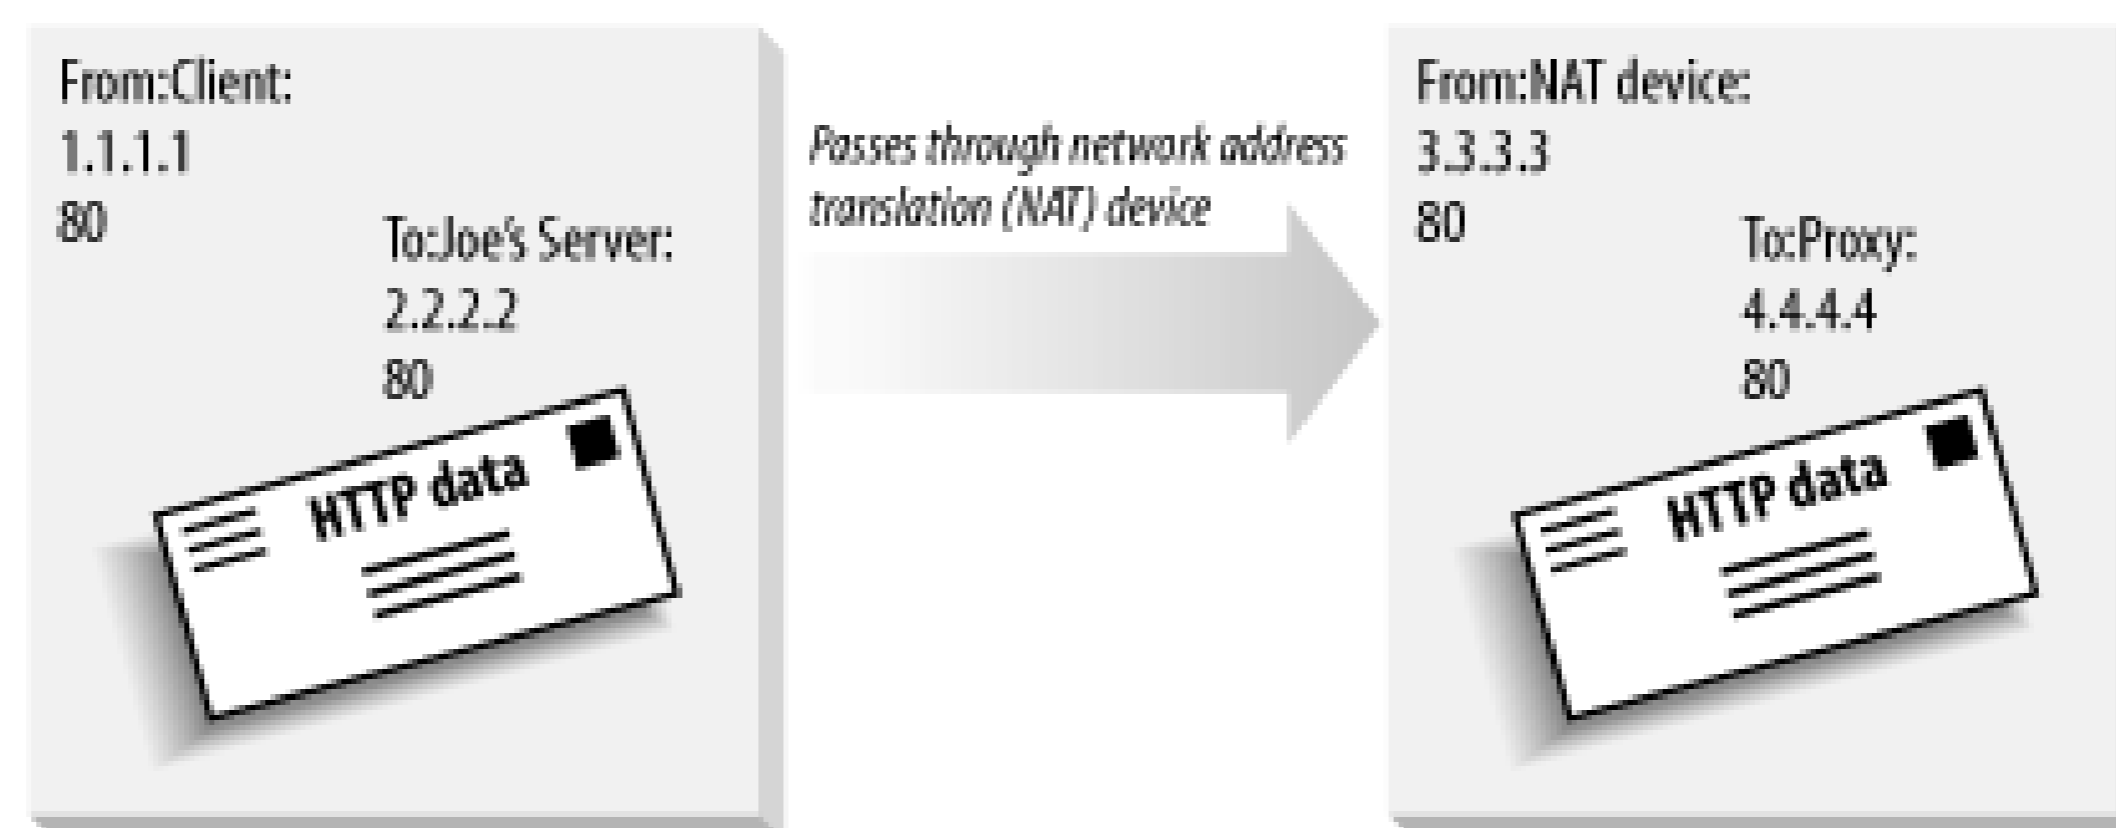 From:Client:
1.1.1.1
80
To:Joe's Server:
2.2.2.2
80
HTTP data
Passes through network address
translation (NAT) device
From:NAT device:
3.3.3.3
80
To:Proxy:
4.4.4.4
80
HTTP data